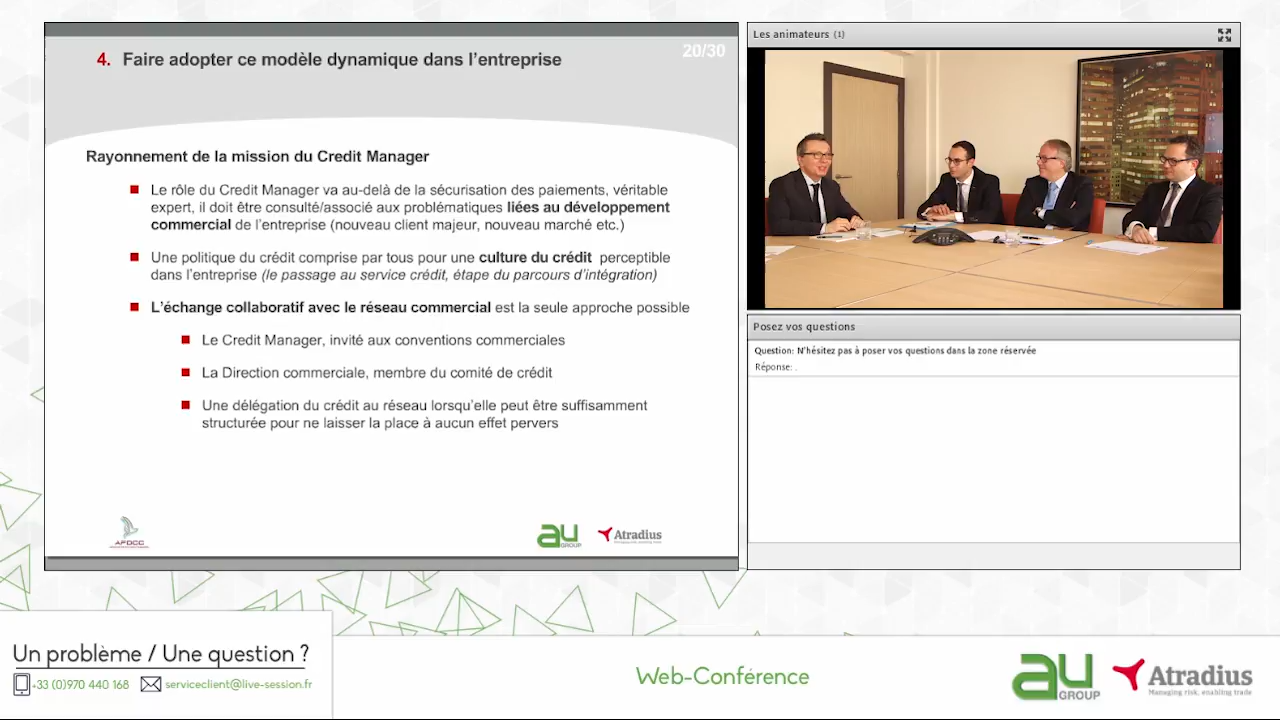 4. Faire adopter ce modèle dynamique dans l'entreprise
20/30
Rayonnement de la mission du Credit Manager
Le rôle du Credit Manager va au-delà de la sécurisation des paiements, véritable
expert, il doit être consulté/associé aux problématiques liées au développement
commercial de l'entreprise (nouveau client majeur, nouveau marché etc.)
Une politique du crédit comprise par tous pour une culture du crédit perceptible
dans l'entreprise (le passage au service crédit, étape du parcours d'intégration)
L'échange collaboratif avec le réseau commercial est la seule approche possible
Le Credit Manager, invité aux conventions commerciales
La Direction commerciale, membre du comité de crédit
Une délégation du crédit au réseau lorsqu'elle peut être suffisamment
structurée pour ne laisser la place à aucun effet pervers
AFDCC
au
GROUP
Atradius
Les animateurs (1)
Posez vos questions
Question: N'hésitez pas à poser vos questions dans la zone réservée
Réponse: .
Un problème / Une question ?
+33 (0)970 440 168 serviceclient@live-session.fr
Web-Conférence
au
GROUP
Atradius
Managing risk, enabling trade